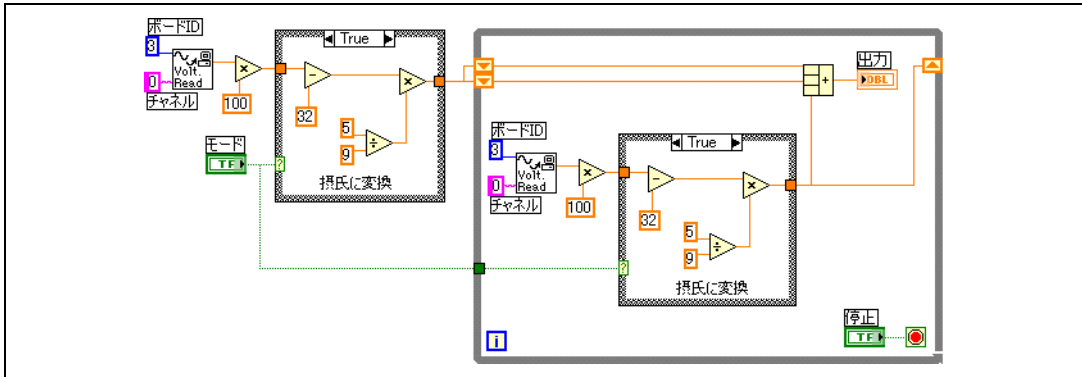 ボードID
3
Volt.
Read
0
チャネル
100
モード
TF
True
32
5
9
摂氏に変換
?
ボードID
3
Volt.
Read
0
チャネル
100
True
32
5
9
摂氏に変換
?
出力
DBL
停止
TF
i